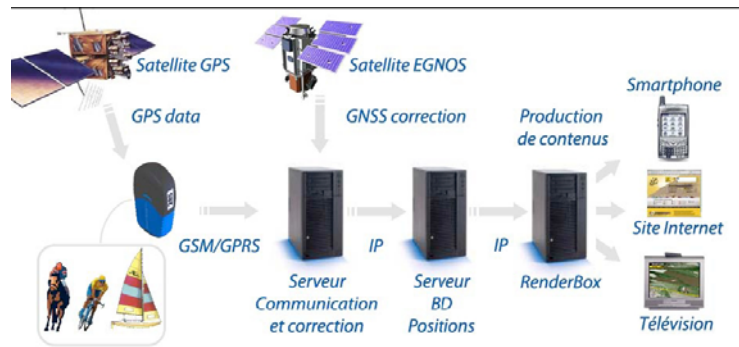 Satellite GPS
Satellite EGNOS
Smartphone
GPS data
GNSS correction
Production
de contenus
GSM/GPRS
IP
IP
Site Internet
Serveur
Communication
et correction
Serveur
BD
Positions
RenderBox
Télévision